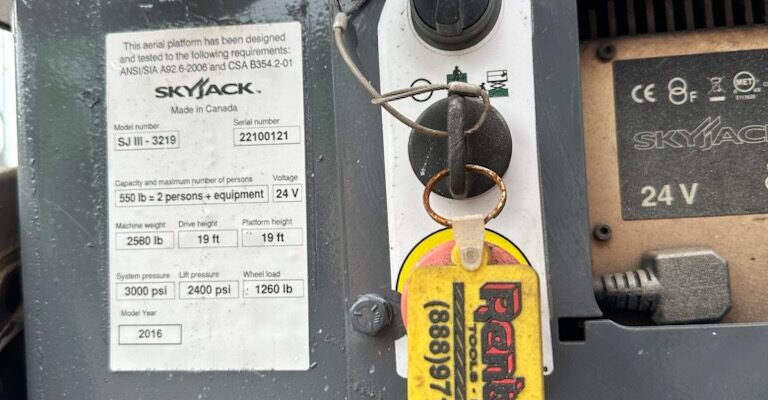 This aerial platform has been designed
and tested to the following requirements:
ANSI/SIA A92.6-2006 and CSA B354.2-01
SKYJACK™
Made in Canada
Model number
Serial number
SJ III - 3219
22100121
Capacity and maximum number of persons
Voltage
550 lb = 2 persons + equipment
24 V
Machine weight
Drive height
Platform height
2580 lb
19 ft
19 ft
System pressure
Lift pressure
Wheel load
3000 psi
2400 psi
1260 lb
Model Year
2016
CE
F
MET
SKYJACK
24 V
TOOLS
(888)97